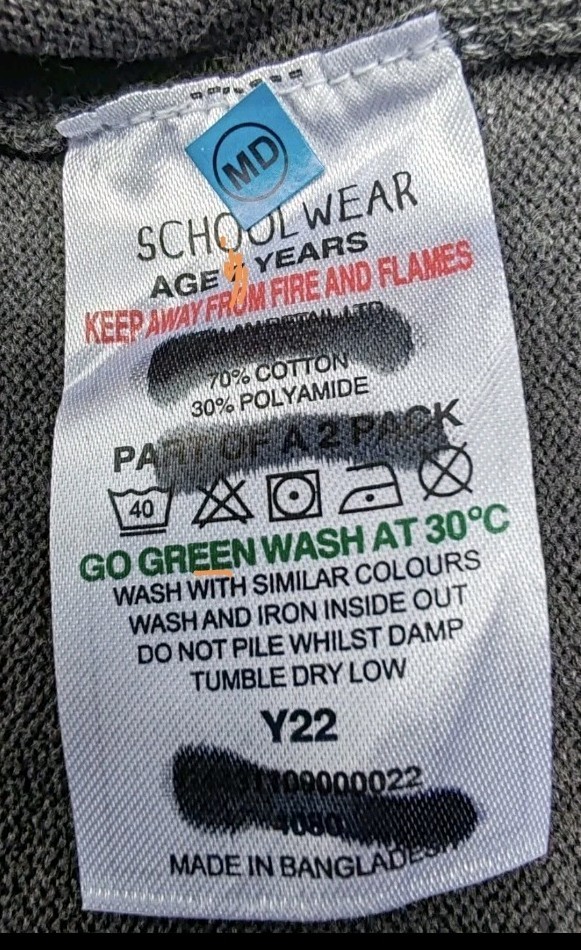 MD
SCHOOLWEAR
AGE YEARS
KEEP AWAY FROM FIRE AND FLAMES
RETAIL LTD
70% COTTON
30% POLYAMIDE
PART OF A 2 PACK
40
GO GREEN WASH AT 30°C
WASH WITH SIMILAR COLOURS
WASH AND IRON INSIDE OUT
DO NOT PILE WHILST DAMP
TUMBLE DRY LOW
Y22
MADE IN BANGLADESH